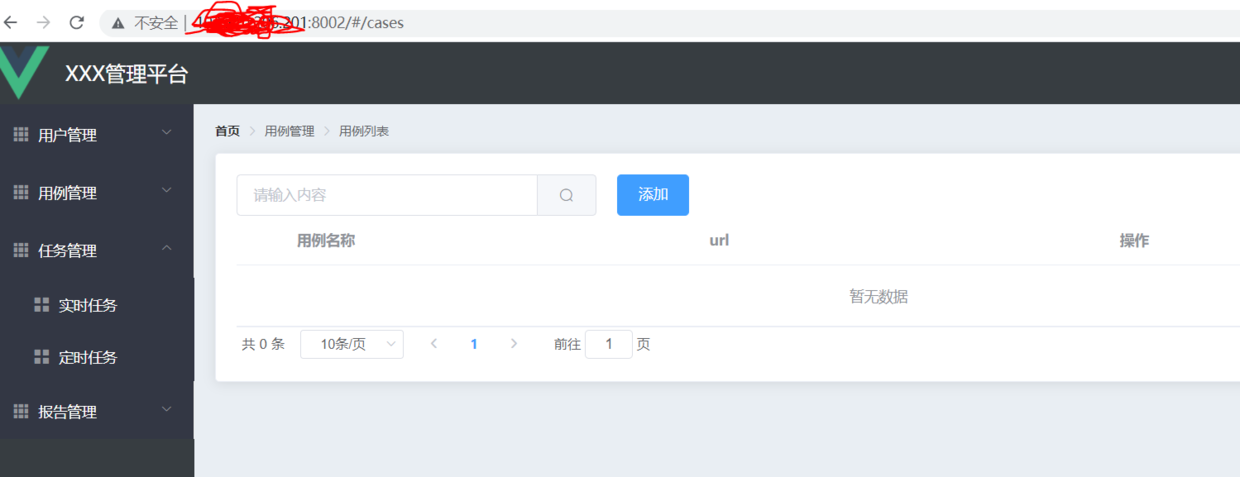 不安全 | 201:8002/#/cases
XXX管理平台
用户管理
用例管理
任务管理
实时任务
定时任务
报告管理
首页 > 用例管理 > 用例列表
请输入内容 添加
用例名称 url 操作
暂无数据
共 0 条 10条/页 < 1 > 前往 1 页